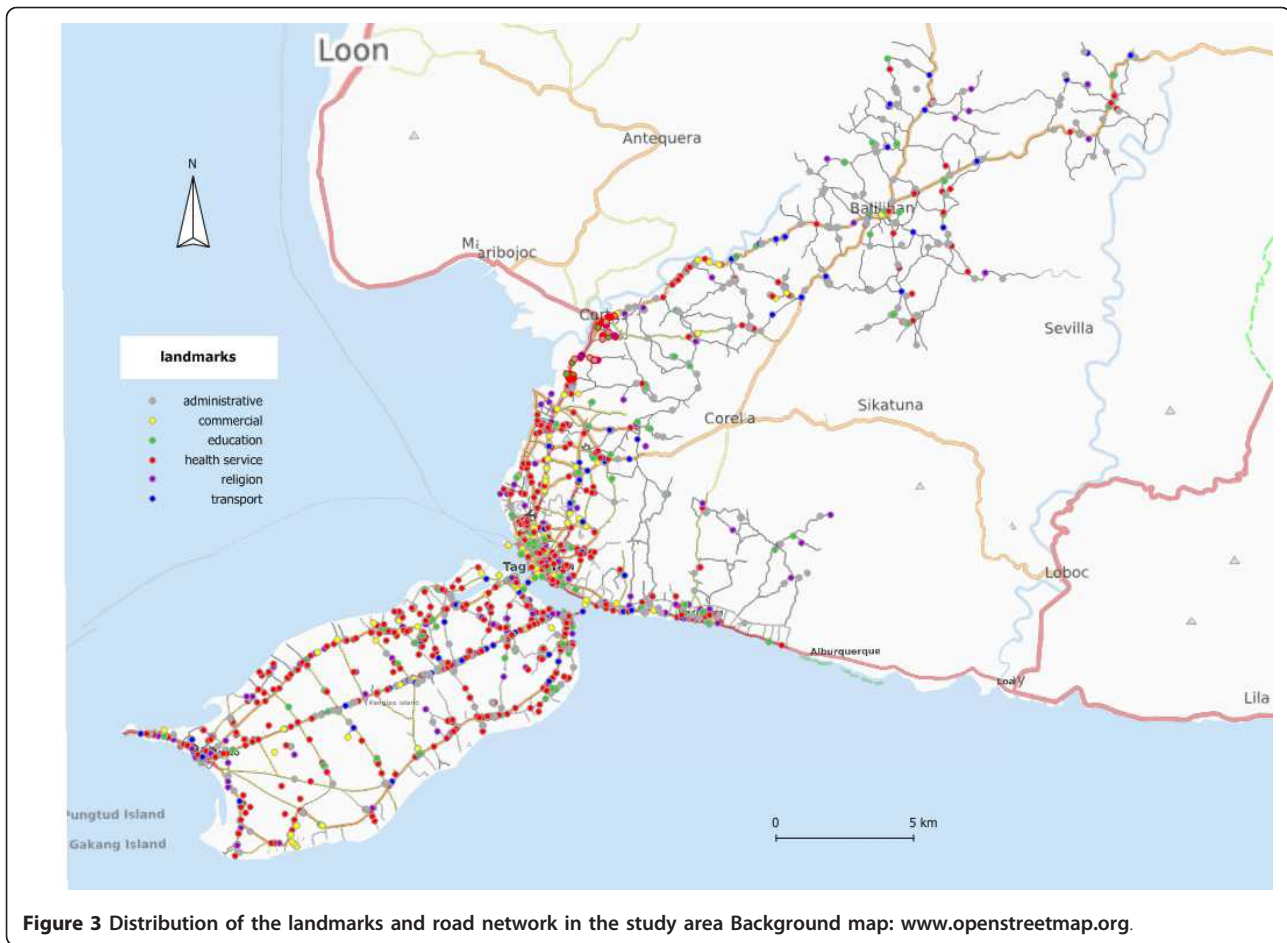 Loon
Antequera
N
Balilihan
Maribojoc
Sevilla
landmarks
administrative
commercial
education
health service
religion
transport
Sikatuna
Corella
Loboc
Alburquerque
Loay
Lila
Panglao Island
Pungtud Island
Gakang Island
0 5 km
Figure 3 Distribution of the landmarks and road network in the study area Background map: www.openstreetmap.org.